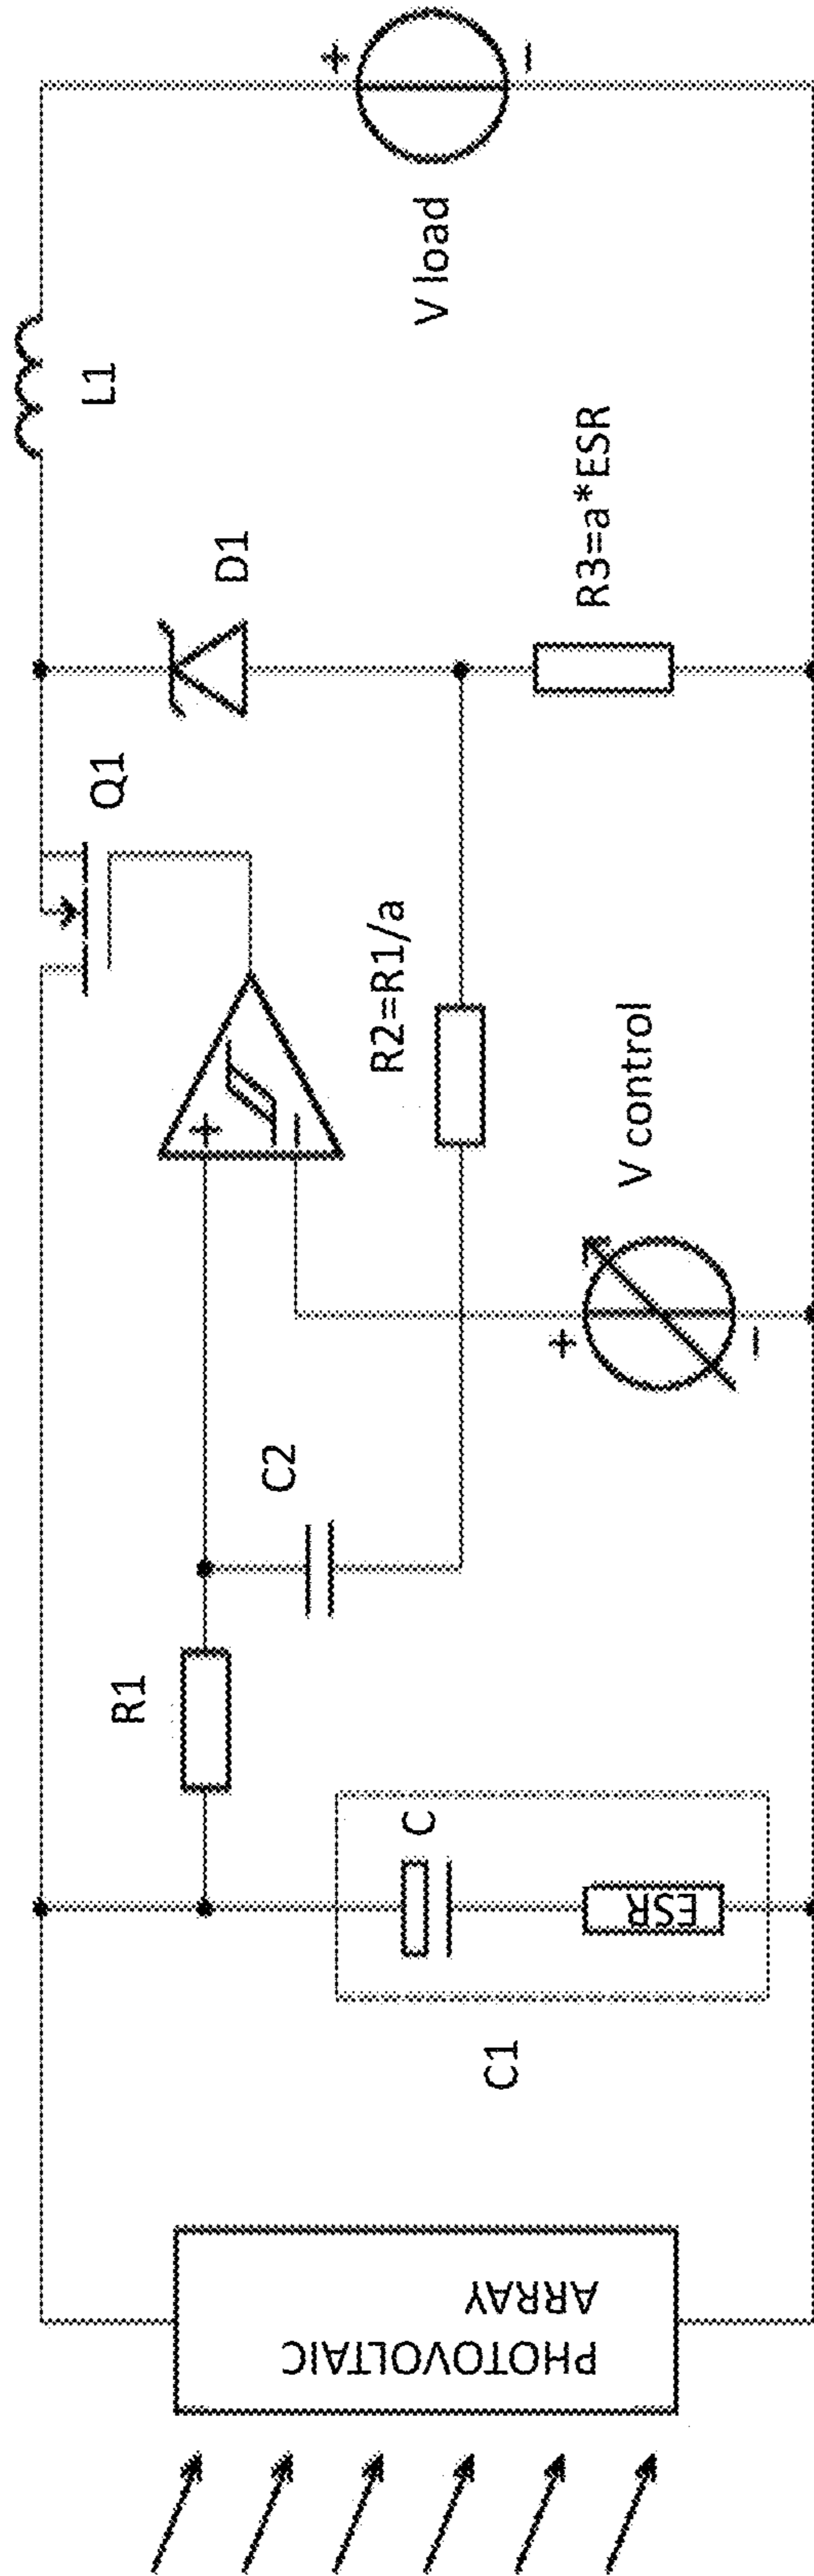 PHOTOVOLTAIC
ARRAY
C1
C
ESR
R1
C2
+
−
V control
+
−
R2=R1/a
Q1
D1
R3=a*ESR
L1
V load
+
−